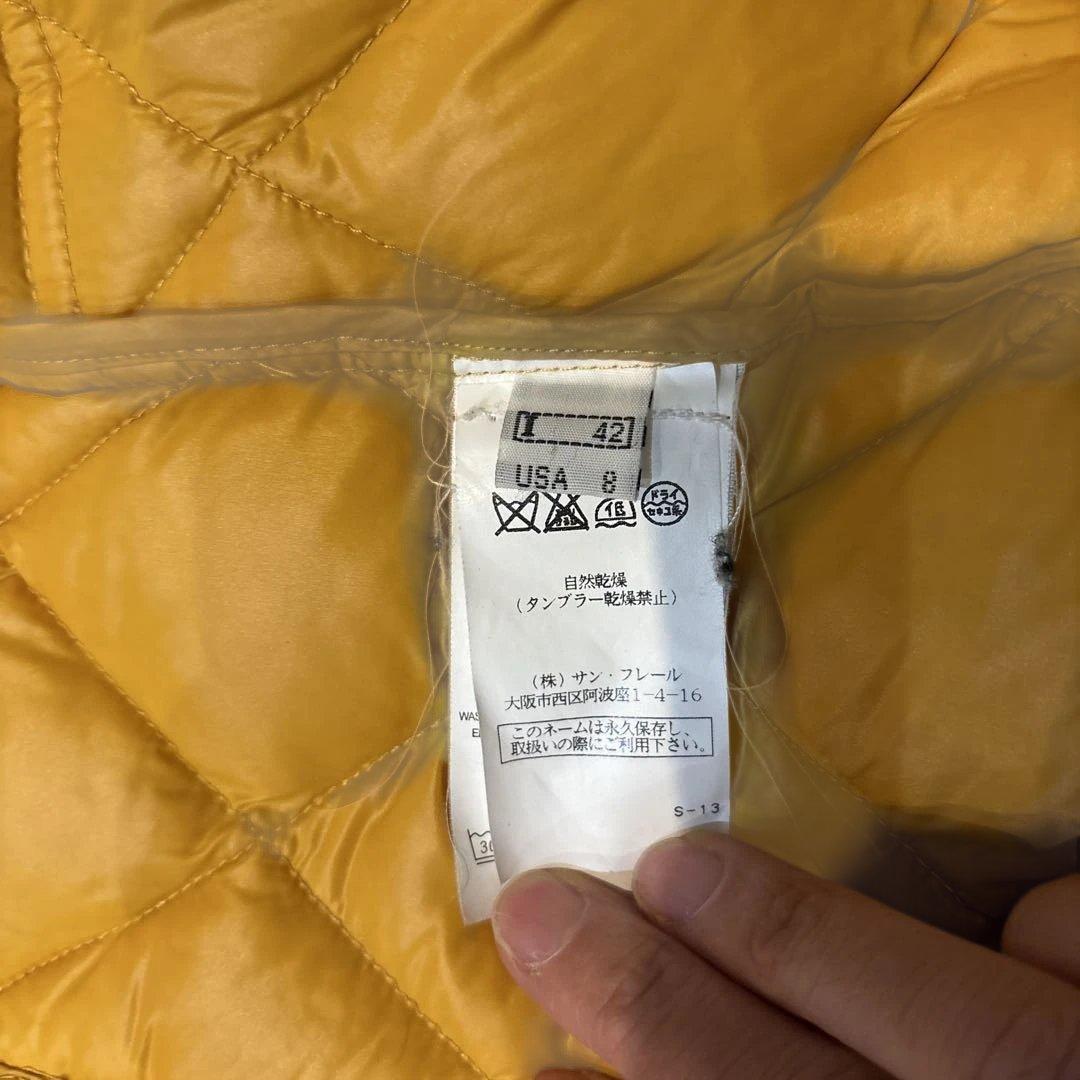 I 42
USA 8
低
ドライ
セキユ系
自然乾燥
(タンブラー乾燥禁止)
(株)サン・フレール
大阪市西区阿波座1-4-16
このネームは永久保存し、
取扱いの際にご利用下さい。
S-13
WAS
30